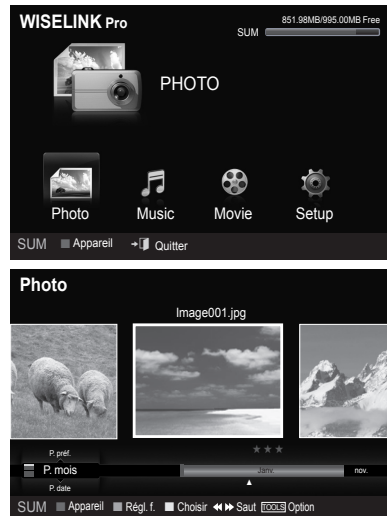 WISELINK Pro
851.98MB/995.00MB Free
SUM
PHOTO
Photo Music Movie Setup
SUM Appareil Quitter
Photo
Image001.jpg
P. préf.
P. mois
Janv. nov.
P. date
SUM Appareil Régl. f. Choisir Saut TOOLS Option